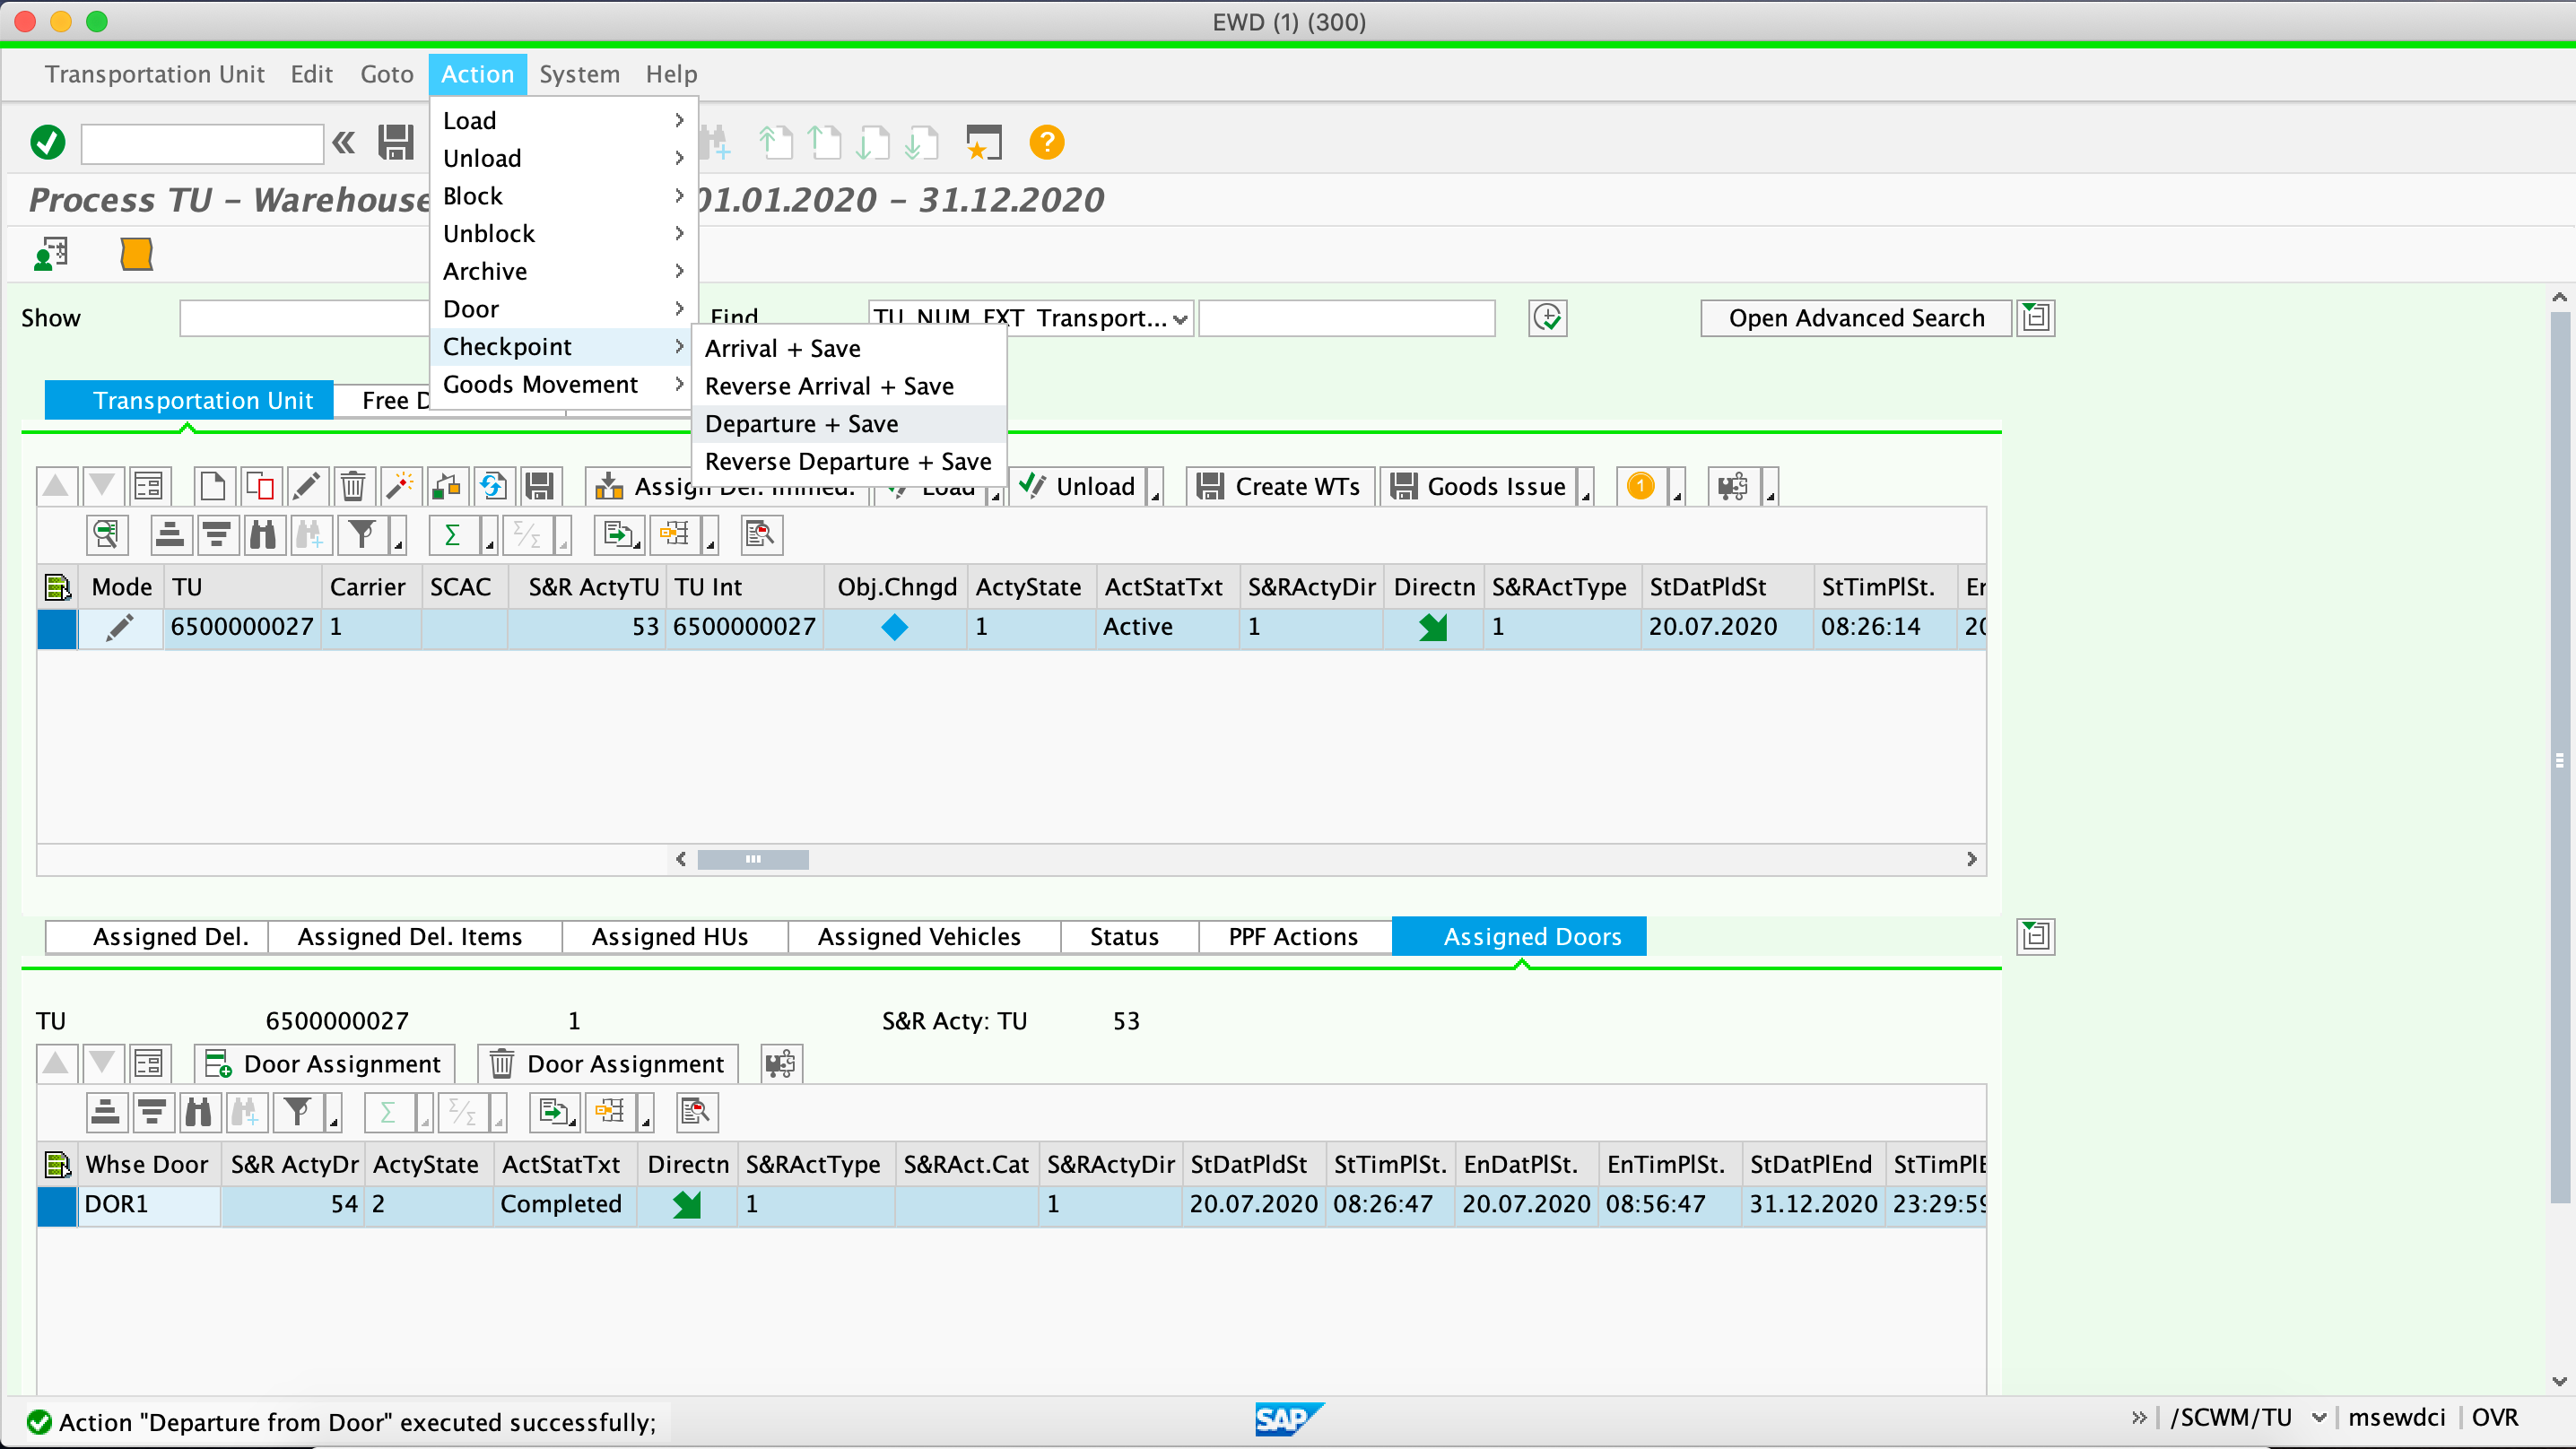 EWD (1) (300)
Transportation Unit Edit Goto Action System Help
Load
Unload
Block
Unblock
Archive
Door
Checkpoint
Goods Movement
Arrival + Save
Reverse Arrival + Save
Departure + Save
Reverse Departure + Save
Process TU – Warehouse 01.01.2020 – 31.12.2020
Show Find TU_NUM_EXT Transport... Open Advanced Search
Transportation Unit Free D
Assign Del. Immed. Load Unload Create WTs Goods Issue
Mode TU Carrier SCAC S&R ActyTU TU Int Obj.Chngd ActyState ActStatTxt S&RActyDir Directn S&RActType StDatPldSt StTimPlSt. En
6500000027 1 53 6500000027 1 Active 1 1 20.07.2020 08:26:14 20
Assigned Del. Assigned Del. Items Assigned HUs Assigned Vehicles Status PPF Actions Assigned Doors
TU 6500000027 1 S&R Acty: TU 53
Door Assignment Door Assignment
Whse Door S&R ActyDr ActyState ActStatTxt Directn S&RActType S&RAct.Cat S&RActyDir StDatPldSt StTimPlSt. EnDatPlSt. EnTimPlSt. StDatPlEnd StTimPlE
DOR1 54 2 Completed 1 1 20.07.2020 08:26:47 20.07.2020 08:56:47 31.12.2020 23:29:59
Action "Departure from Door" executed successfully; SAP /SCWM/TU msewdci OVR